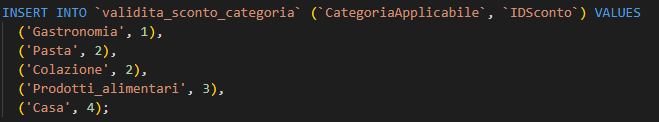 INSERT INTO `validita_sconto_categoria` (`CategoriaApplicabile`, `IDSconto`) VALUES
('Gastronomia', 1),
('Pasta', 2),
('Colazione', 2),
('Prodotti_alimentari', 3),
('Casa', 4);